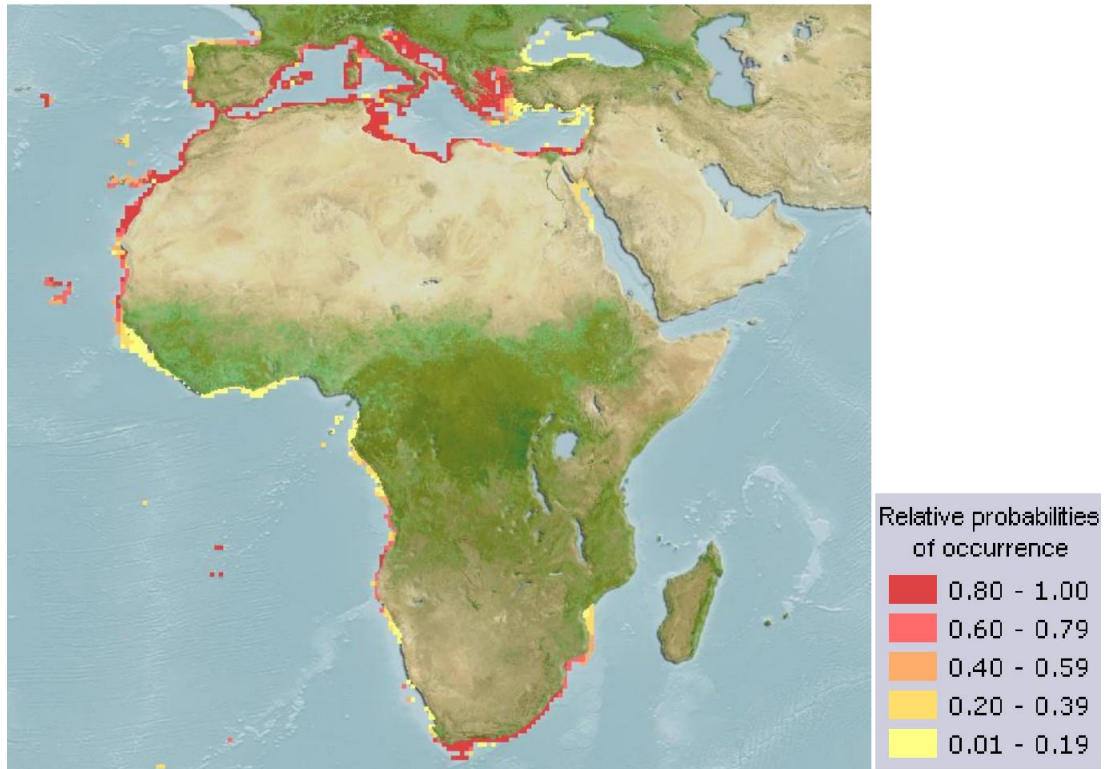 Relative probabilities
of occurrence
0.80 - 1.00
0.60 - 0.79
0.40 - 0.59
0.20 - 0.39
0.01 - 0.19